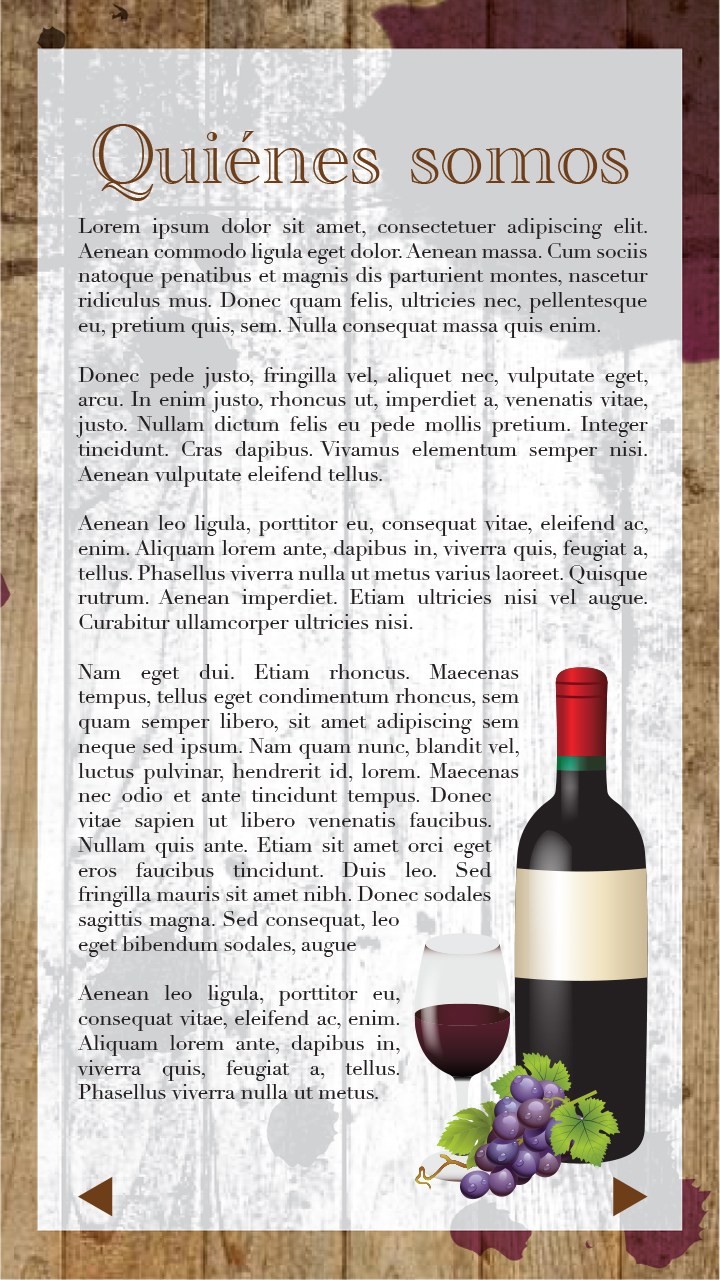 Quiénes somos
Lorem ipsum dolor sit amet, consectetuer adipiscing elit.
Aenean commodo ligula eget dolor. Aenean massa. Cum sociis
natoque penatibus et magnis dis parturient montes, nascetur
ridiculus mus. Donec quam felis, ultricies nec, pellentesque
eu, pretium quis, sem. Nulla consequat massa quis enim.
Donec pede justo, fringilla vel, aliquet nec, vulputate eget,
arcu. In enim justo, rhoncus ut, imperdiet a, venenatis vitae,
justo. Nullam dictum felis eu pede mollis pretium. Integer
tincidunt. Cras dapibus. Vivamus elementum semper nisi.
Aenean vulputate eleifend tellus.
Aenean leo ligula, porttitor eu, consequat vitae, eleifend ac,
enim. Aliquam lorem ante, dapibus in, viverra quis, feugiat a,
tellus. Phasellus viverra nulla ut metus varius laoreet. Quisque
rutrum. Aenean imperdiet. Etiam ultricies nisi vel augue.
Curabitur ullamcorper ultricies nisi.
Nam eget dui. Etiam rhoncus. Maecenas
tempus, tellus eget condimentum rhoncus, sem
quam semper libero, sit amet adipiscing sem
neque sed ipsum. Nam quam nunc, blandit vel,
luctus pulvinar, hendrerit id, lorem. Maecenas
nec odio et ante tincidunt tempus. Donec
vitae sapien ut libero venenatis faucibus.
Nullam quis ante. Etiam sit amet orci eget
eros faucibus tincidunt. Duis leo. Sed
fringilla mauris sit amet nibh. Donec sodales
sagittis magna. Sed consequat, leo
eget bibendum sodales, augue
Aenean leo ligula, porttitor eu,
consequat vitae, eleifend ac, enim.
Aliquam lorem ante, dapibus in,
viverra quis, feugiat a, tellus.
Phasellus viverra nulla ut metus.